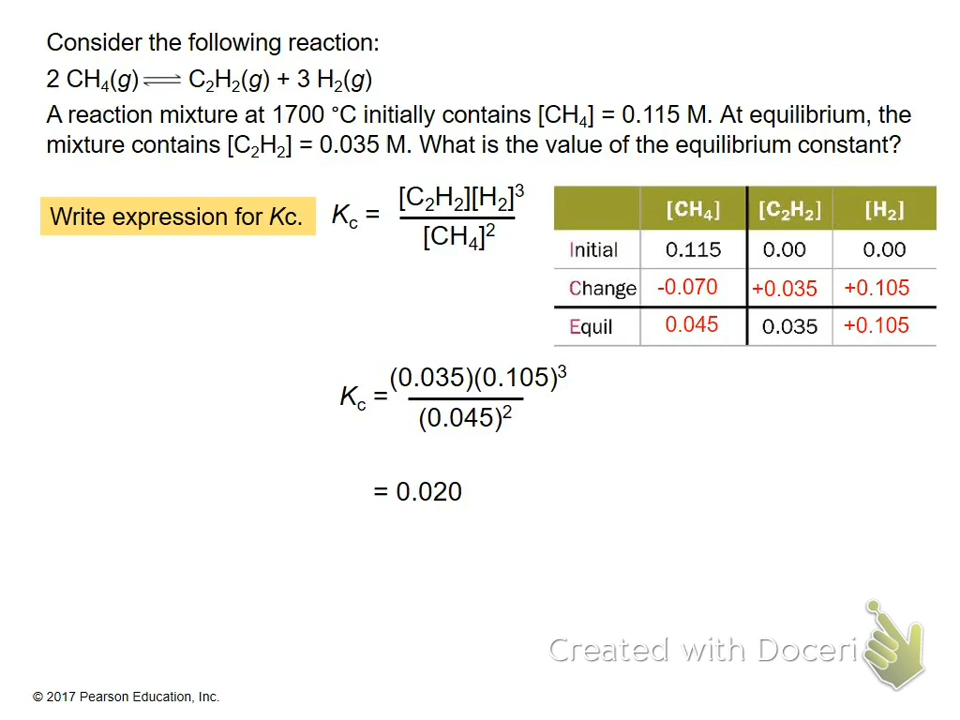 Consider the following reaction:
2 CH₄(g) ⇌ C₂H₂(g) + 3 H₂(g)
A reaction mixture at 1700 °C initially contains [CH₄] = 0.115 M. At equilibrium, the
mixture contains [C₂H₂] = 0.035 M. What is the value of the equilibrium constant?
Write expression for Kc.
K꜀ = [C₂H₂][H₂]³
[CH₄]²
[CH₄] [C₂H₂] [H₂]
Initial 0.115 0.00 0.00
Change -0.070 +0.035 +0.105
Equil 0.045 0.035 +0.105
K꜀ = (0.035)(0.105)³
(0.045)²
= 0.020
Created with Doceri
© 2017 Pearson Education, Inc.